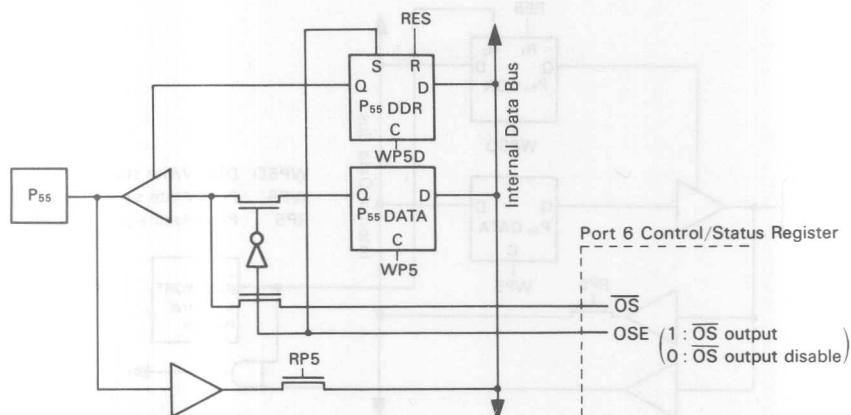 RES
S R
Q D
P55 DDR
C
WP5D
Internal Data Bus
P55
Q D
P55 DATA
C
WP5
Port 6 Control/Status Register
OS
OSE (1 : OS output
0 : OS output disable)
RP5